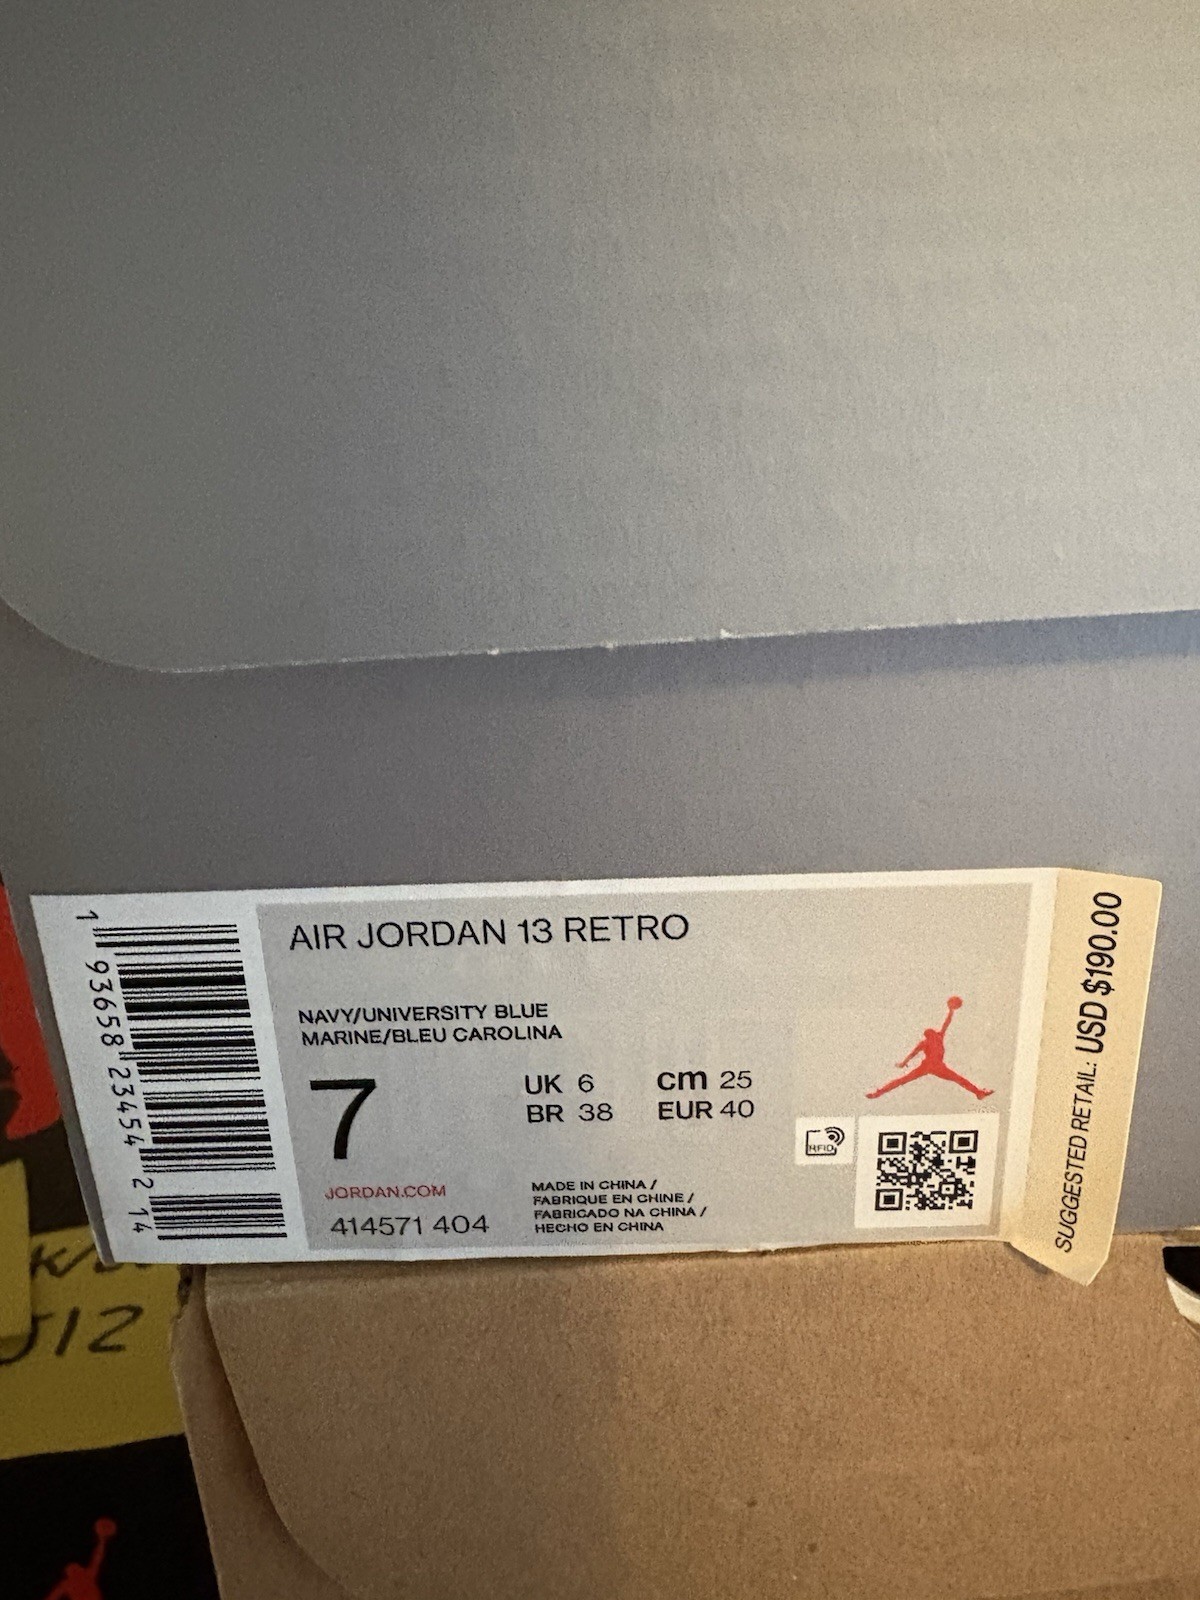 AIR JORDAN 13 RETRO
NAVY/UNIVERSITY BLUE
MARINE/BLEU CAROLINA
7
UK 6
BR 38
cm 25
EUR 40
JORDAN.COM
414571 404
MADE IN CHINA /
FABRIQUE EN CHINE /
FABRICADO NA CHINA /
HECHO EN CHINA
RFID
SUGGESTED RETAIL: USD $190.00
1 93658 23454 2 14
J12